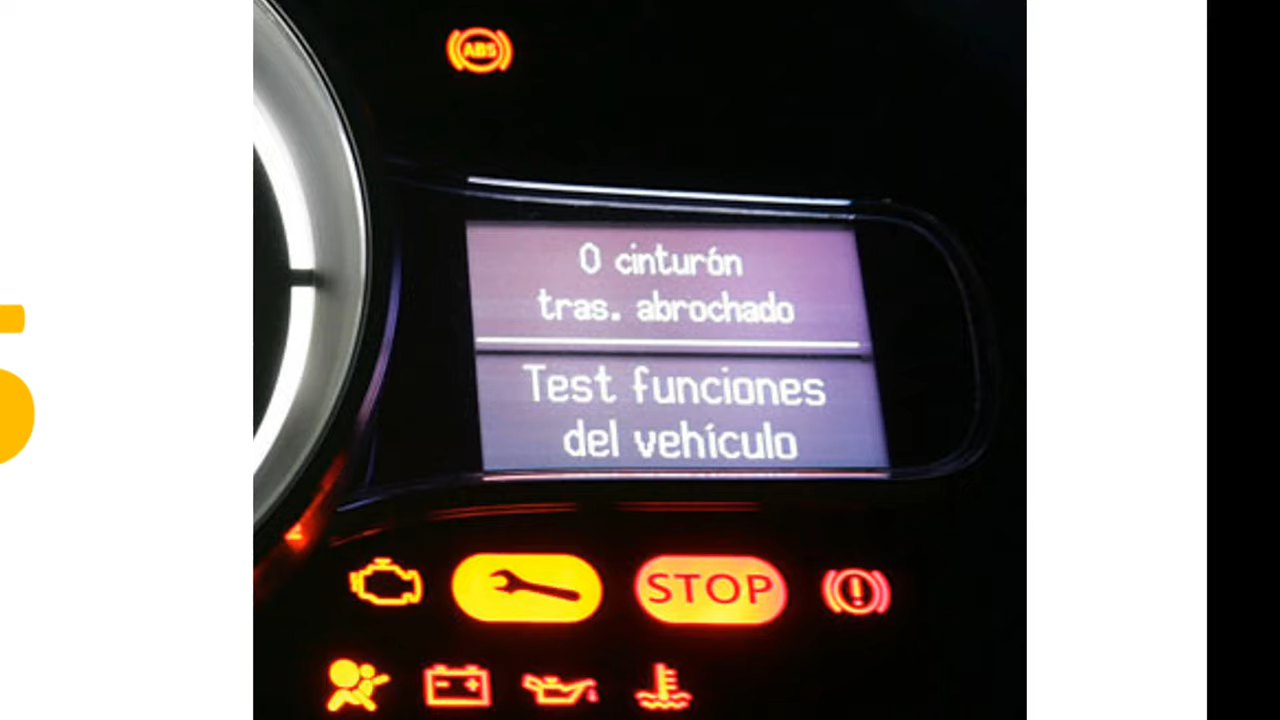 ABS
0 cinturón
tras. abrochado
Test funciones
del vehículo
STOP